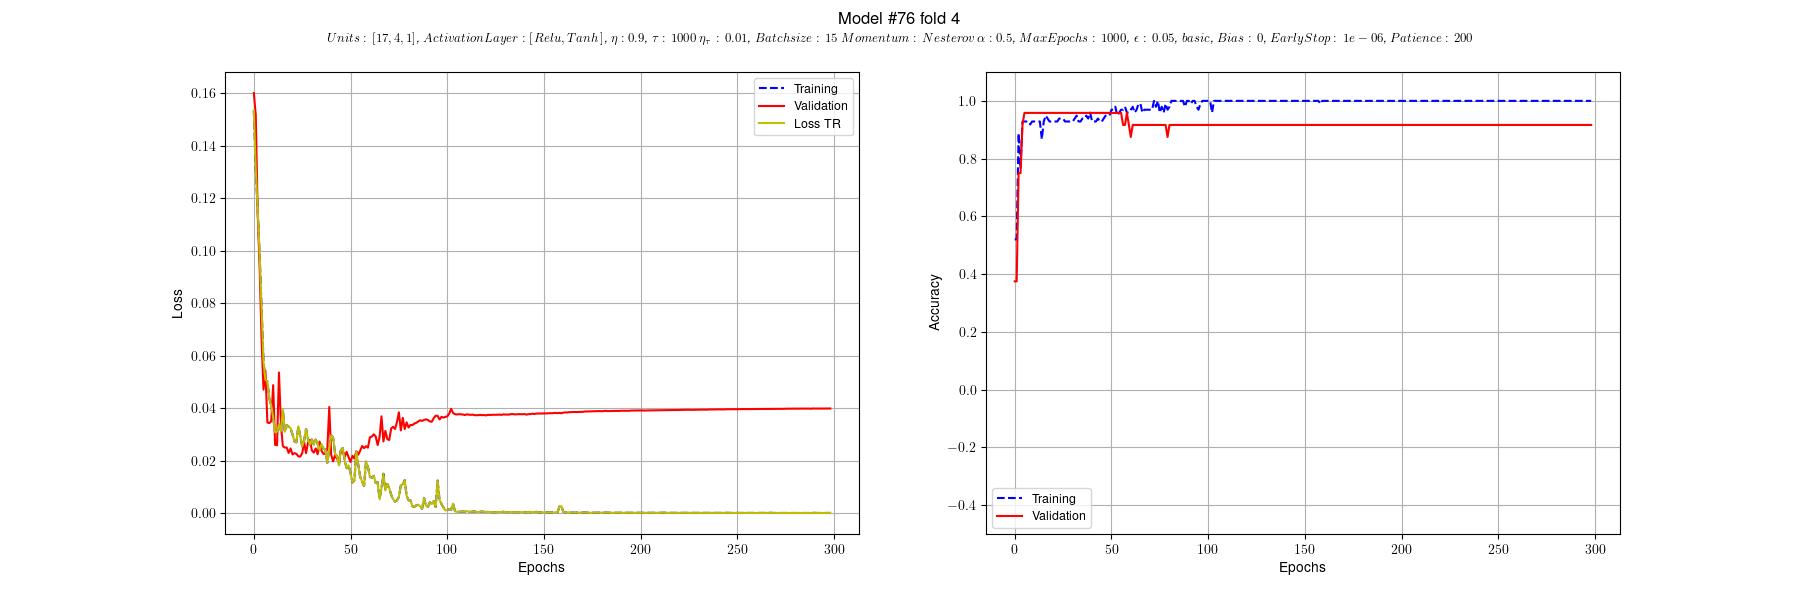 Model #76 fold 4
Units : [17, 4, 1], ActivationLayer : [Relu, Tanh], η : 0.9, τ : 1000 ητ : 0.01, Batchsize : 15 Momentum : Nesterov α : 0.5, MaxEpochs : 1000, ϵ : 0.05, basic, Bias : 0, EarlyStop : 1e − 06, Patience : 200
0.16
0.14
0.12
0.10
0.08
0.06
0.04
0.02
0.00
Loss
0 50 100 150 200 250 300
Epochs
Training
Validation
Loss TR
1.0
0.8
0.6
0.4
0.2
0.0
−0.2
−0.4
Accuracy
Training
Validation
0 50 100 150 200 250 300
Epochs